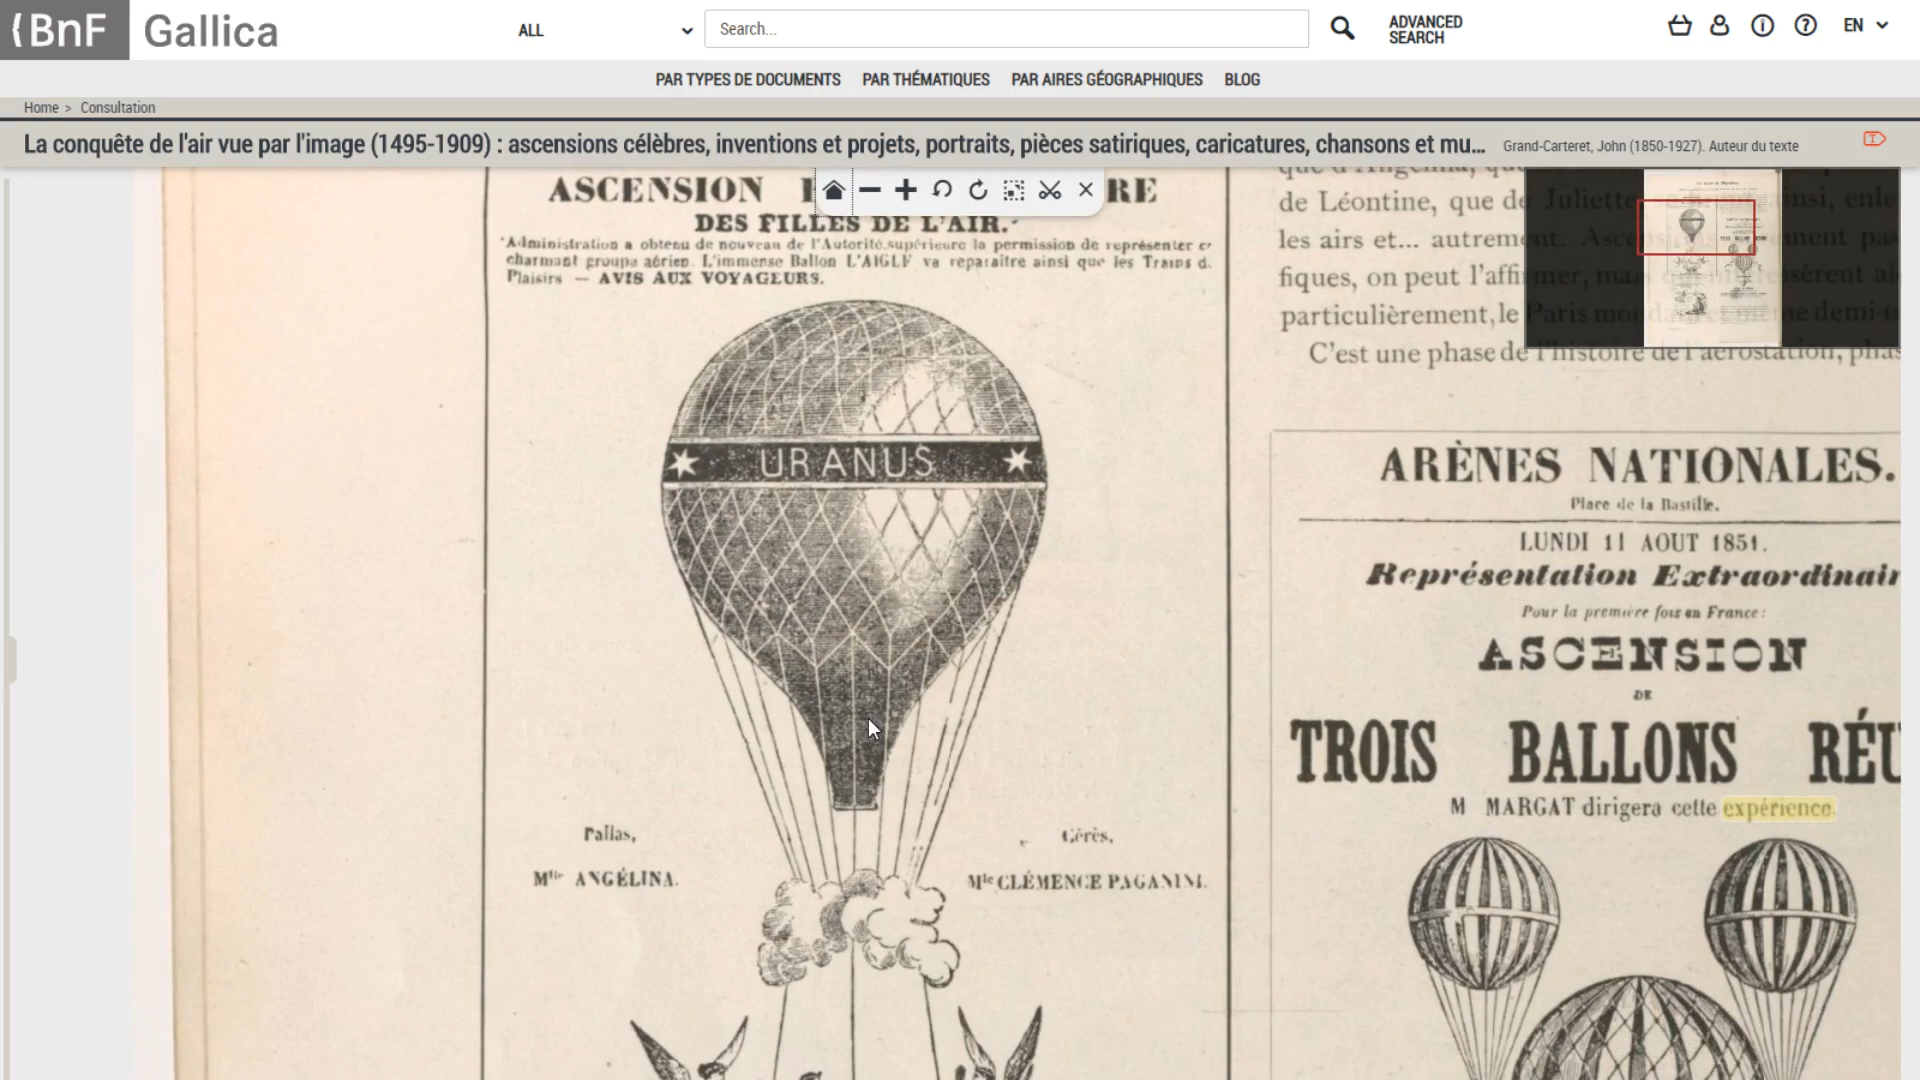 BnF Gallica
ALL
Search...
ADVANCED
SEARCH
EN
PAR TYPES DE DOCUMENTS PAR THÉMATIQUES PAR AIRES GÉOGRAPHIQUES BLOG
Home > Consultation
La conquête de l'air vue par l'image (1495-1909) : ascensions célèbres, inventions et projets, portraits, pièces satiriques, caricatures, chansons et mu...
Grand-Carteret, John (1850-1927). Auteur du texte
ASCENSION
DES FILLES DE L'AIR.
'Administration a obtenu de nouveau de l'Autorité supérieure la permission de représenter
charmant groupe aérien. L'immense Ballon L'AIGLE va reparaître ainsi que les Trains d.
Plaisirs — AVIS AUX VOYAGEURS.
URANUS
Pallas,
Mlle ANGÉLINA.
Cérès,
Mle CLÉMENCE PAGANINI.
de Léontine, que de Juliette
les airs et... autrement.
fiques, on peut l'affirmer,
particulièrement, le Paris
C'est une phase de l'histoire de l'aérostation, phas
ARÈNES NATIONALES.
Place de la Bastille.
LUNDI 11 AOUT 1851.
Représentation Extraordinair
Pour la première fois en France :
ASCENSION
DE
TROIS BALLONS RÉU
M MARGAT dirigera cette expérience.